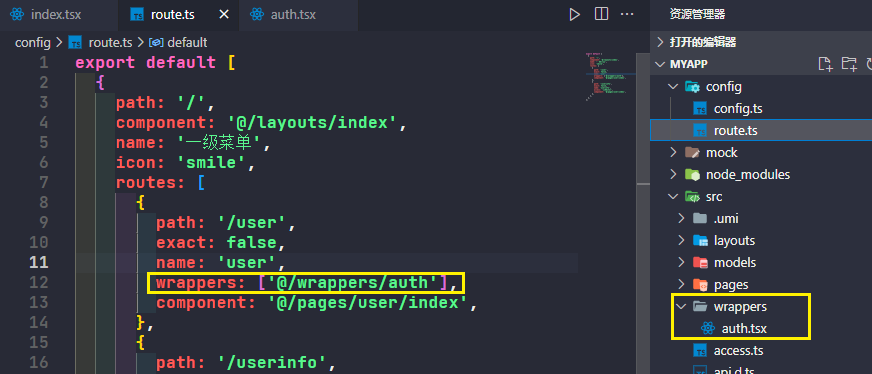 index.tsx
route.ts
auth.tsx
config > route.ts > default
1 export default [
2 {
3 path: '/',
4 component: '@/layouts/index',
5 name: '一级菜单',
6 icon: 'smile',
7 routes: [
8 {
9 path: '/user',
10 exact: false,
11 name: 'user',
12 wrappers: ['@/wrappers/auth'],
13 component: '@/pages/user/index',
14 },
15 {
16 path: '/userinfo',
资源管理器
打开的编辑器
MYAPP
config
config.ts
route.ts
mock
node_modules
src
.umi
layouts
models
pages
wrappers
auth.tsx
access.ts
api.d.ts